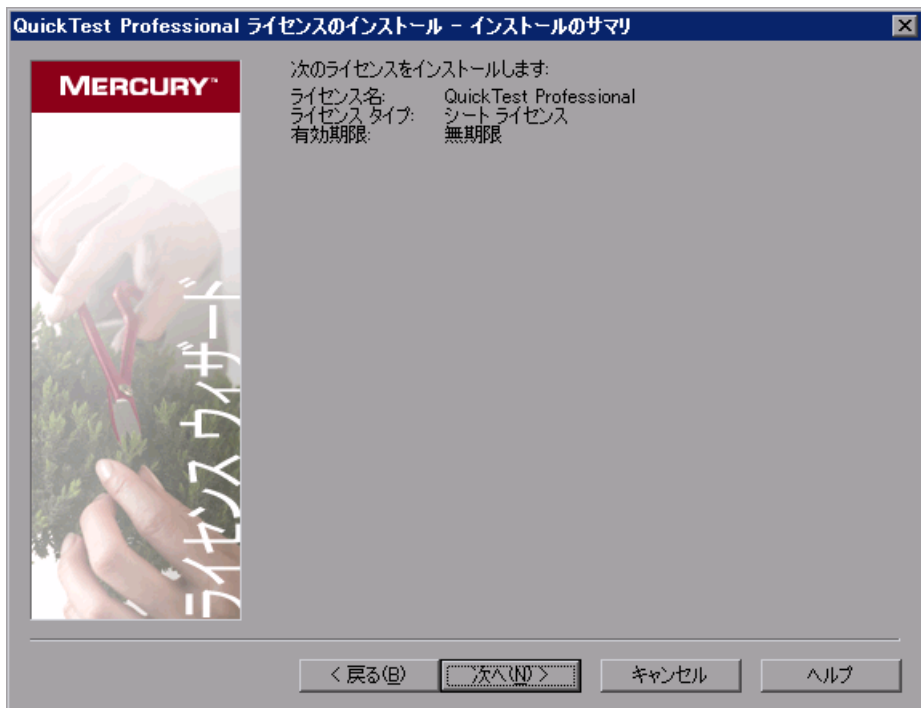 QuickTest Professional ライセンスのインストール - インストールのサマリ
MERCURY™
ライセンス ウィザード
次のライセンスをインストールします:
ライセンス名: QuickTest Professional
ライセンス タイプ: シート ライセンス
有効期限: 無期限
< 戻る(B)
次へ(N) >
キャンセル
ヘルプ